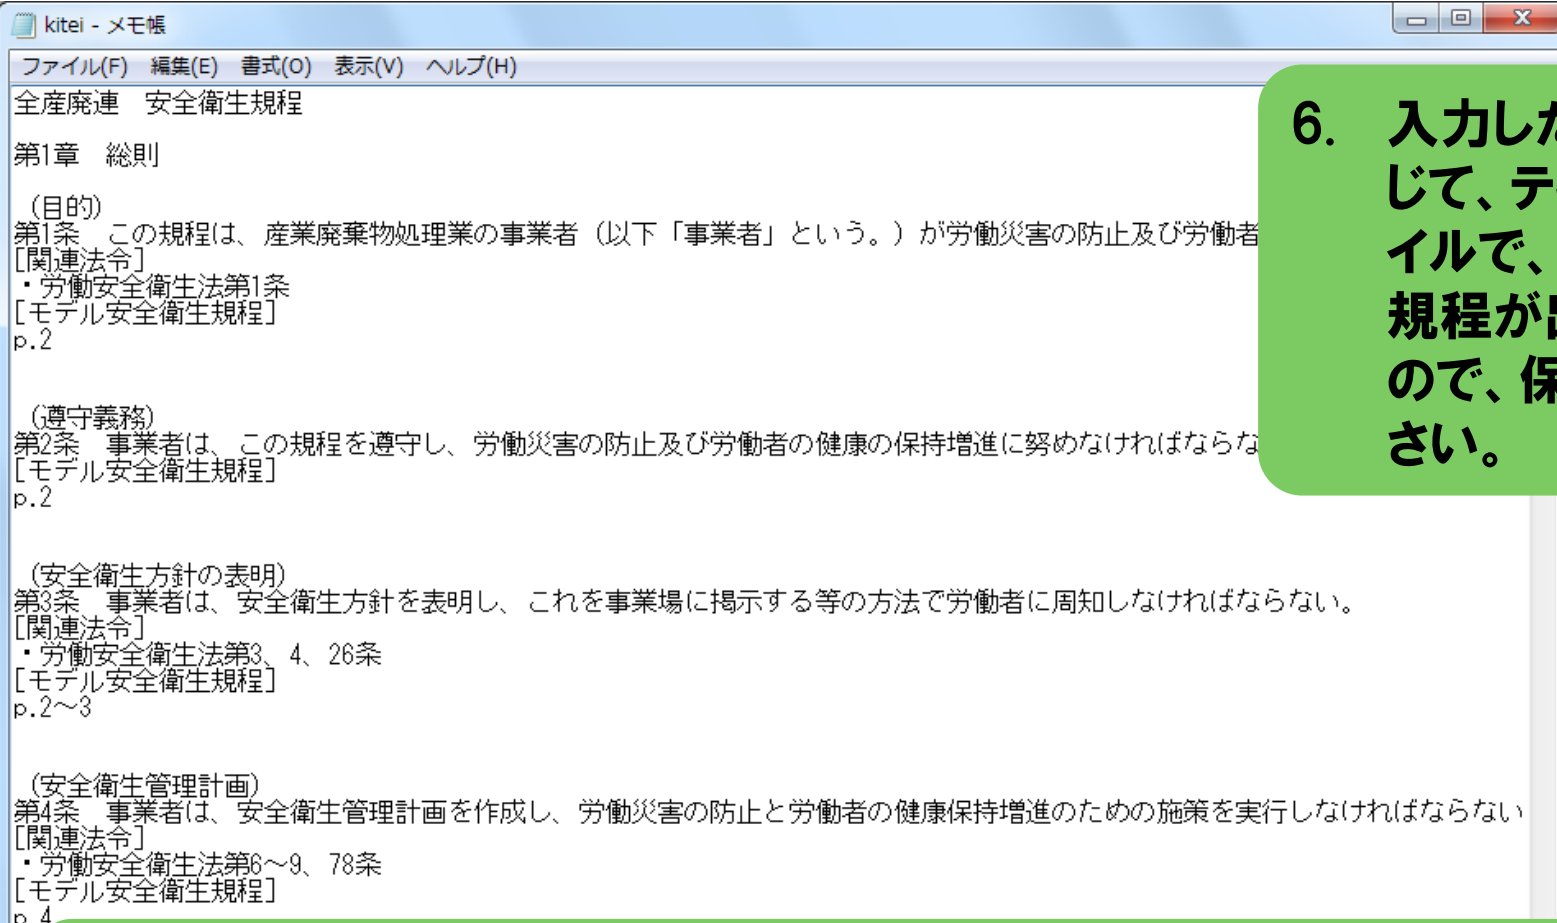 kitei - メモ帳
ファイル(F) 編集(E) 書式(O) 表示(V) ヘルプ(H)
全産廃連　安全衛生規程
第1章　総則
（目的）
第1条　この規程は、産業廃棄物処理業の事業者（以下「事業者」という。）が労働災害の防止及び労働者
[関連法令]
・労働安全衛生法第1条
[モデル安全衛生規程]
p.2
（遵守義務）
第2条　事業者は、この規程を遵守し、労働災害の防止及び労働者の健康の保持増進に努めなければならな
[モデル安全衛生規程]
p.2
（安全衛生方針の表明）
第3条　事業者は、安全衛生方針を表明し、これを事業場に掲示する等の方法で労働者に周知しなければならない。
[関連法令]
・労働安全衛生法第3、4、26条
[モデル安全衛生規程]
p.2～3
（安全衛生管理計画）
第4条　事業者は、安全衛生管理計画を作成し、労働災害の防止と労働者の健康保持増進のための施策を実行しなければならない
[関連法令]
・労働安全衛生法第6～9、78条
[モデル安全衛生規程]
p.4
6. 入力した
じて、テ
イルで、
規程が
ので、保
さい。